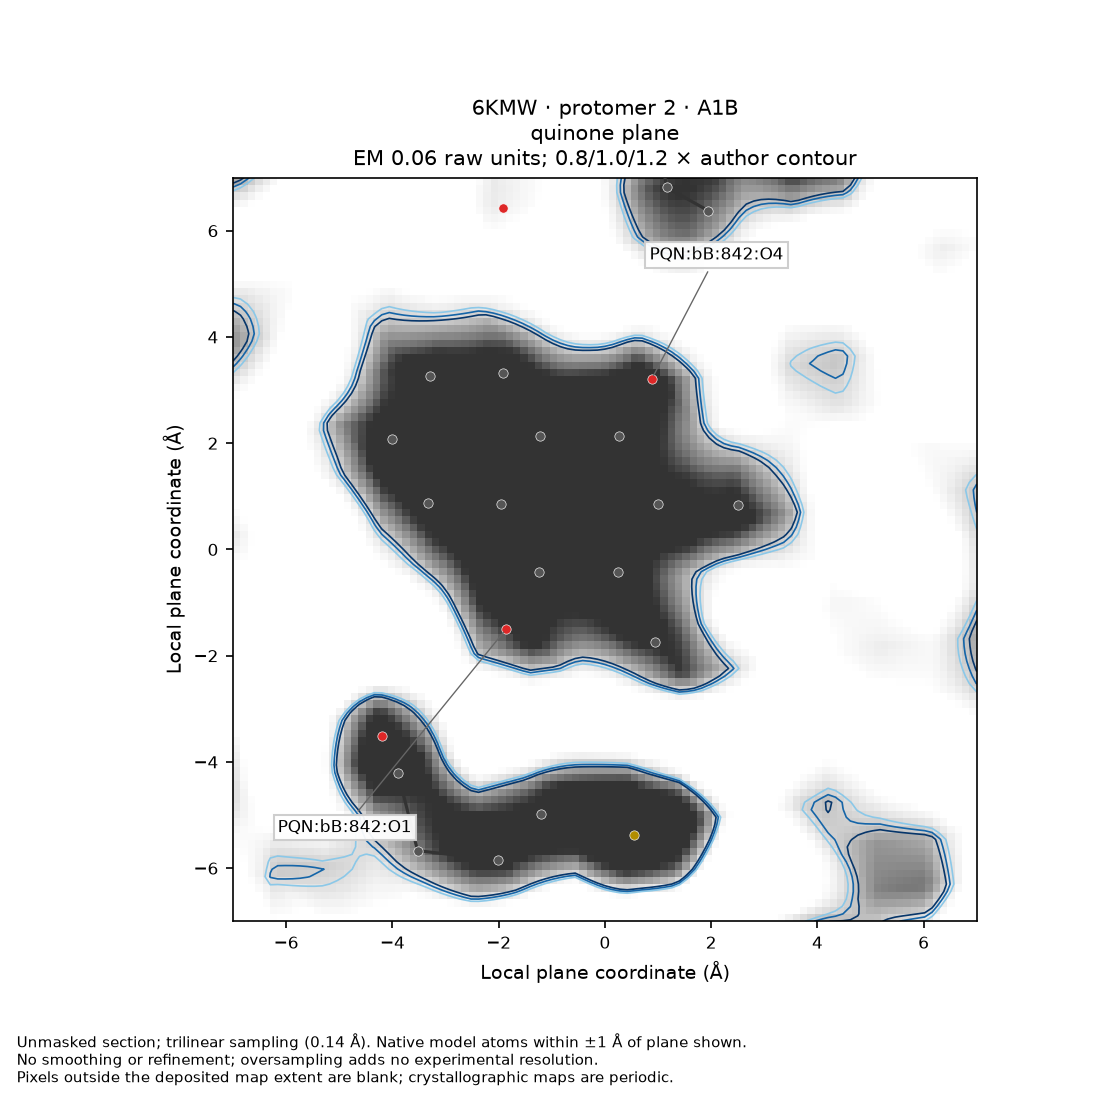 6KMW · protomer 2 · A1B
quinone plane
EM 0.06 raw units; 0.8/1.0/1.2 × author contour
6
PQN:bB:842:O4
4
2
0
Local plane coordinate (Å)
−2
−4
PQN:bB:842:O1
−6
−6 −4 −2 0 2 4 6
Local plane coordinate (Å)
Unmasked section; trilinear sampling (0.14 Å). Native model atoms within ±1 Å of plane shown.
No smoothing or refinement; oversampling adds no experimental resolution.
Pixels outside the deposited map extent are blank; crystallographic maps are periodic.